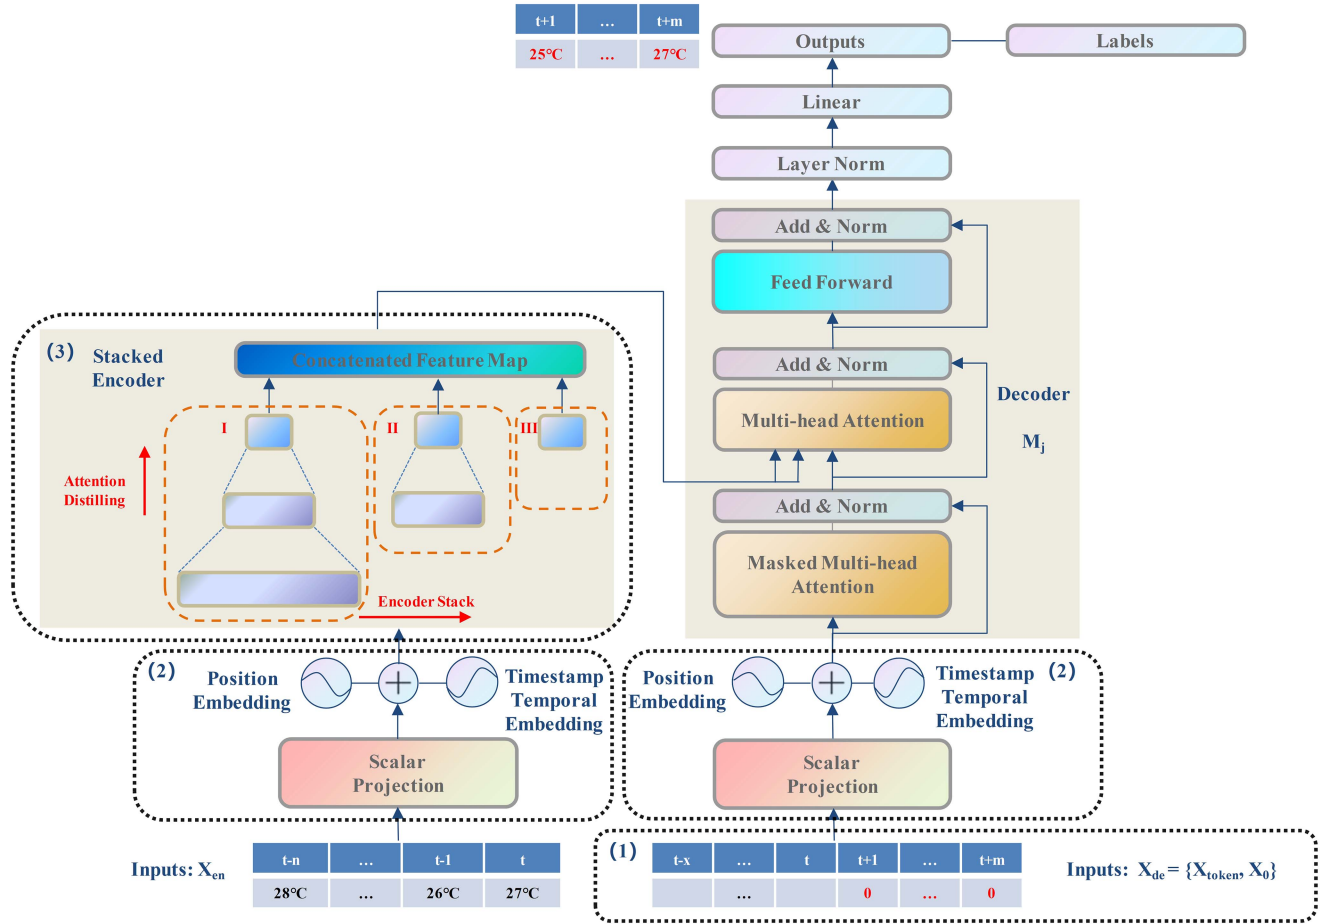 t+1 … t+m
25℃ … 27℃
Outputs
Labels
Linear
Layer Norm
Add & Norm
Feed Forward
Add & Norm
Multi-head Attention
Decoder
Mj
Add & Norm
Masked Multi-head
Attention
(3)
Stacked
Encoder
Concatenated Feature Map
I
II
III
Attention
Distilling
Encoder Stack
(2)
Position
Embedding
Timestamp
Temporal
Embedding
Scalar
Projection
Position
Embedding
Timestamp
Temporal
Embedding
(2)
Scalar
Projection
Inputs: Xen
t-n … t-1 t
28℃ … 26℃ 27℃
(1)
t-x … t t+1 … t+m
… 0 … 0
Inputs: Xde = {Xtoken, X0}